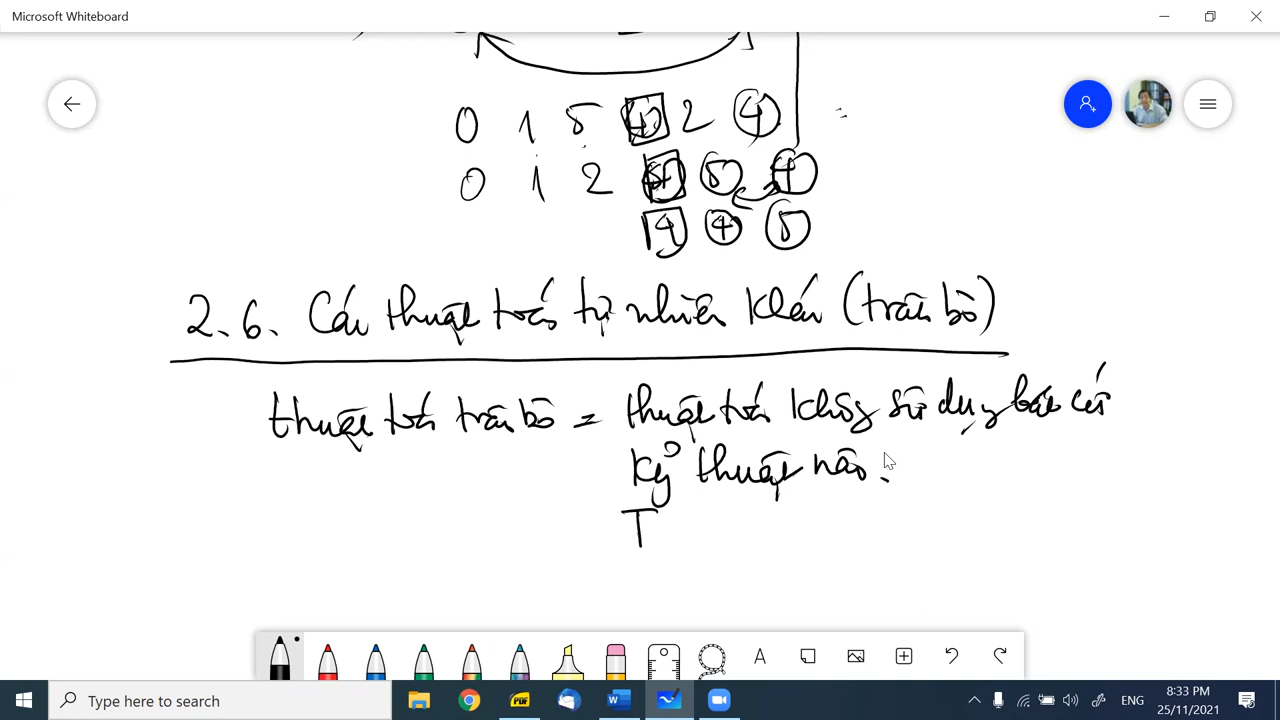 Microsoft Whiteboard
0 1 5 4 2 4
0 1 2 5 4
4 4 5
2.6. Các thuật toán tự nhiên khác (trâu bò)
thuật toán trâu bò = thuật toán không sử dụng bất cứ
kỹ thuật nào.
T
A
Type here to search
PDF
W
ENG
8:33 PM
25/11/2021